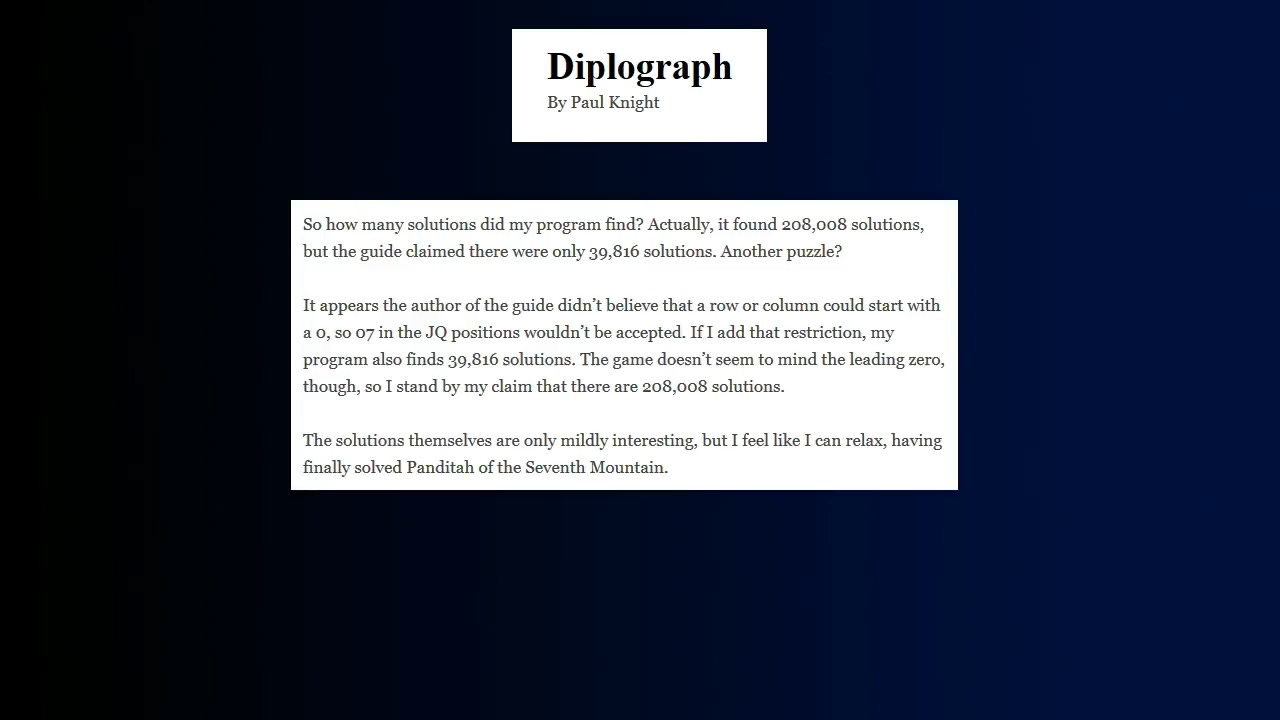 Diplograph
By Paul Knight
So how many solutions did my program find? Actually, it found 208,008 solutions,
but the guide claimed there were only 39,816 solutions. Another puzzle?
It appears the author of the guide didn’t believe that a row or column could start with
a 0, so 07 in the JQ positions wouldn’t be accepted. If I add that restriction, my
program also finds 39,816 solutions. The game doesn’t seem to mind the leading zero,
though, so I stand by my claim that there are 208,008 solutions.
The solutions themselves are only mildly interesting, but I feel like I can relax, having
finally solved Panditah of the Seventh Mountain.